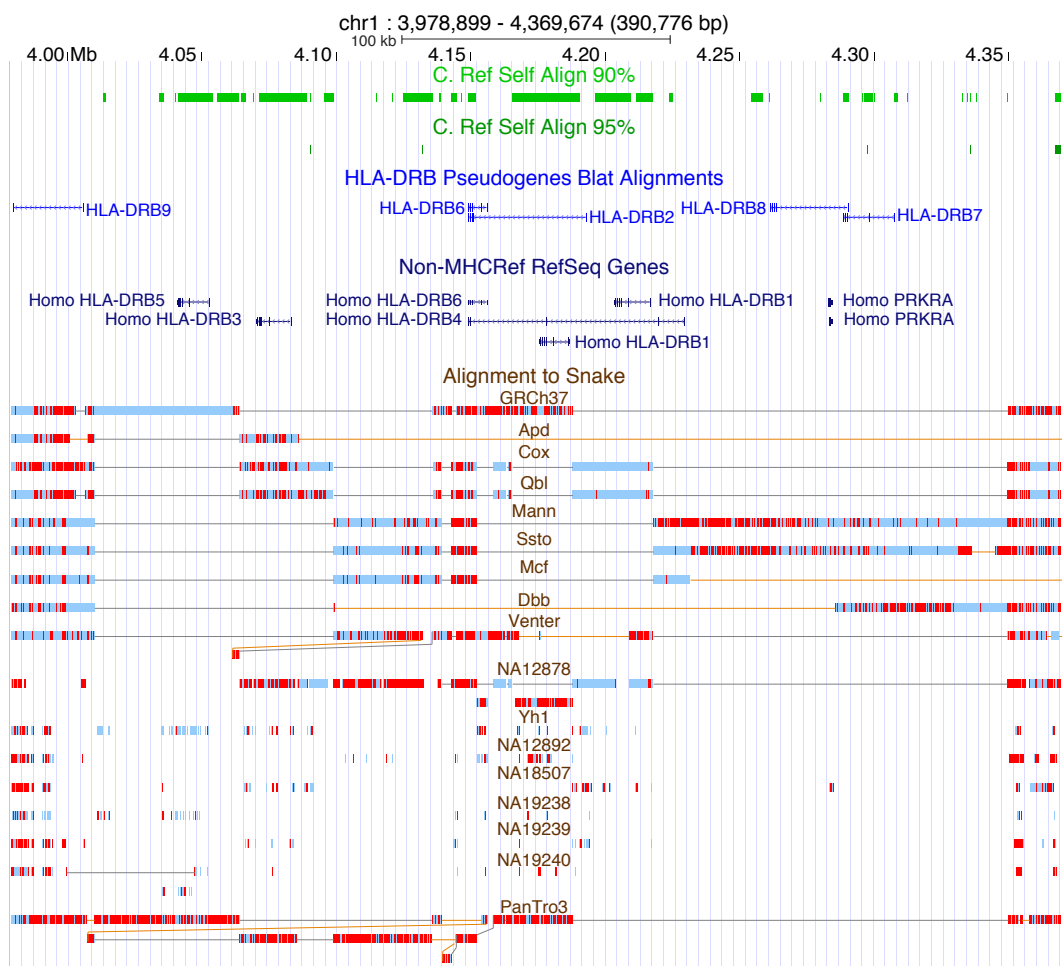 chr1 : 3,978,899 - 4,369,674 (390,776 bp)
100 kb
4.00Mb 4.05 4.10 4.15 4.20 4.25 4.30 4.35
C. Ref Self Align 90%
C. Ref Self Align 95%
HLA-DRB Pseudogenes Blat Alignments
HLA-DRB9 HLA-DRB6 HLA-DRB8
HLA-DRB2 HLA-DRB7
Non-MHCRef RefSeq Genes
Homo HLA-DRB5 Homo HLA-DRB6 Homo HLA-DRB1 Homo PRKRA
Homo HLA-DRB3 Homo HLA-DRB4 Homo PRKRA
Homo HLA-DRB1
Alignment to Snake
GRCh37
Apd
Cox
Qbl
Mann
Ssto
Mcf
Dbb
Venter
NA12878
Yh1
NA12892
NA18507
NA19238
NA19239
NA19240
PanTro3